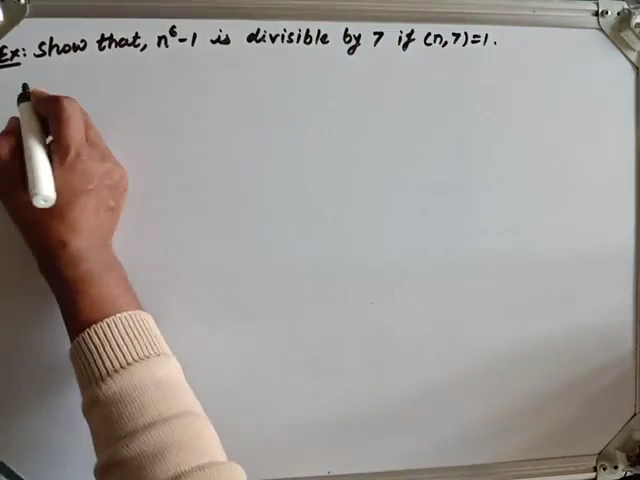 Ex: Show that, n⁶-1 is divisible by 7 if (n,7)=1.